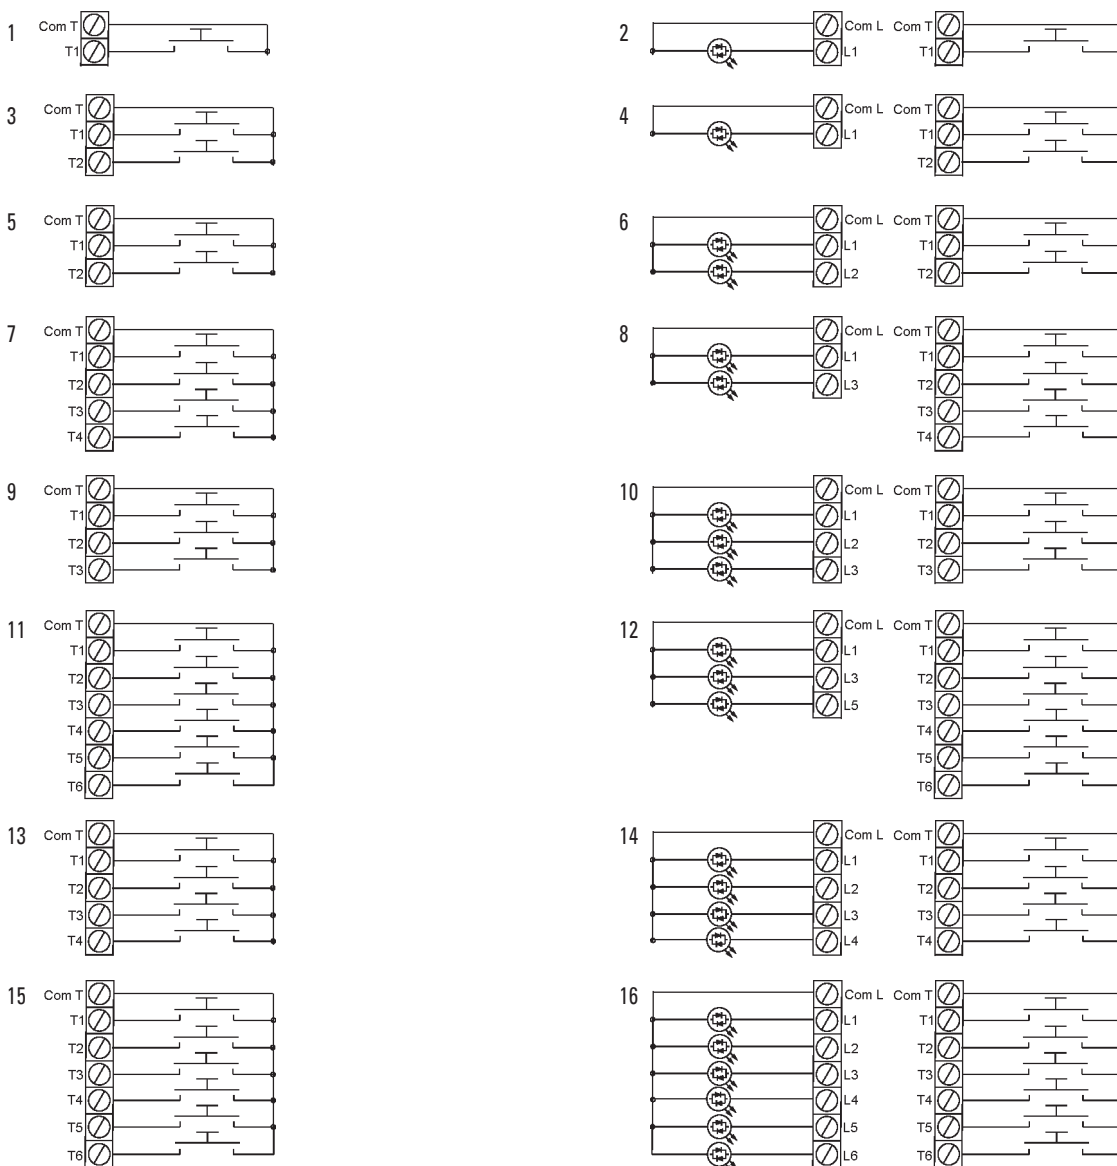 1 Com T
T1
2 Com L Com T
L1 T1
3 Com T
T1
T2
4 Com L Com T
L1 T1
T2
5 Com T
T1
T2
6 Com L Com T
L1 T1
L2 T2
7 Com T
T1
T2
T3
T4
8 Com L Com T
L1 T1
L3 T2
T3
T4
9 Com T
T1
T2
T3
10 Com L Com T
L1 T1
L2 T2
L3 T3
11 Com T
T1
T2
T3
T4
T5
T6
12 Com L Com T
L1 T1
L3 T2
L5 T3
T4
T5
T6
13 Com T
T1
T2
T3
T4
14 Com L Com T
L1 T1
L2 T2
L3 T3
L4 T4
15 Com T
T1
T2
T3
T4
T5
T6
16 Com L Com T
L1 T1
L2 T2
L3 T3
L4 T4
L5 T5
L6 T6